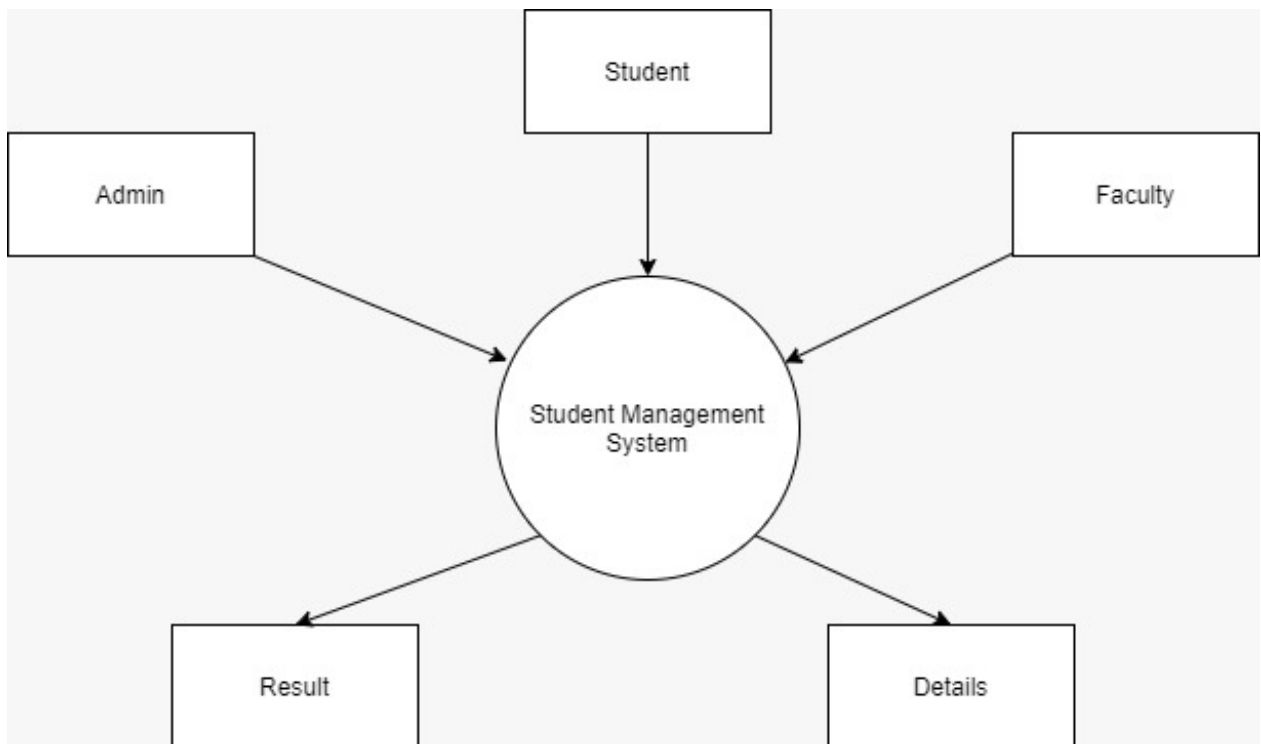 Student
Admin
Faculty
Student Management
System
Result
Details